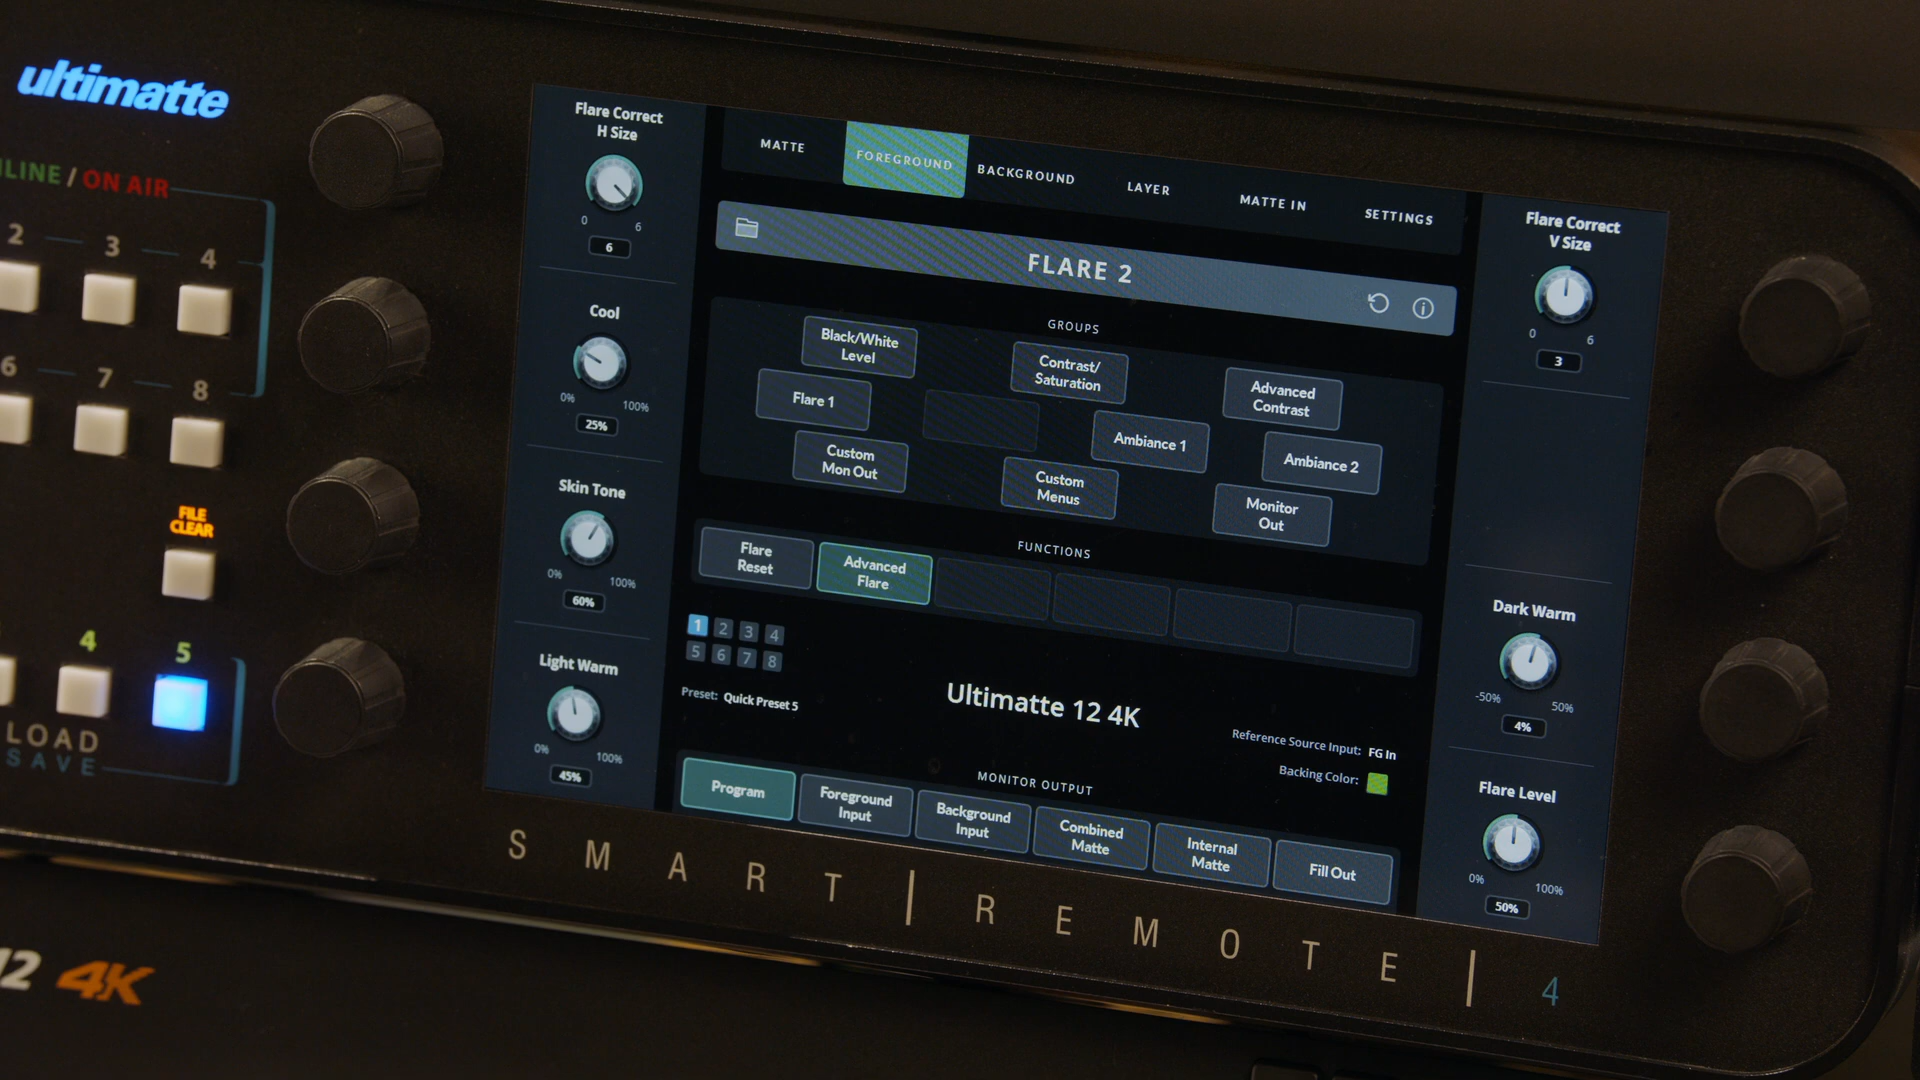 ultimatte
LINE / ON AIR
2 3 4
6 7 8
FILE
CLEAR
4 5
LOAD
SAVE
12 4K
Flare Correct
H Size
0 6
6
Cool
0% 100%
25%
Skin Tone
0% 100%
60%
Light Warm
0% 100%
45%
MATTE FOREGROUND BACKGROUND LAYER MATTE IN SETTINGS
FLARE 2
GROUPS
Black/White
Level
Contrast/
Saturation
Advanced
Contrast
Flare 1
Ambiance 1
Ambiance 2
Custom
Mon Out
Custom
Menus
Monitor
Out
FUNCTIONS
Flare
Reset
Advanced
Flare
1 2 3 4
5 6 7 8
Preset: Quick Preset 5
Ultimatte 12 4K
Reference Source Input: FG In
Backing Color:
MONITOR OUTPUT
Program
Foreground
Input
Background
Input
Combined
Matte
Internal
Matte
Fill Out
Flare Correct
V Size
0 6
3
Dark Warm
-50% 50%
4%
Flare Level
0% 100%
50%
SMART | REMOTE | 4